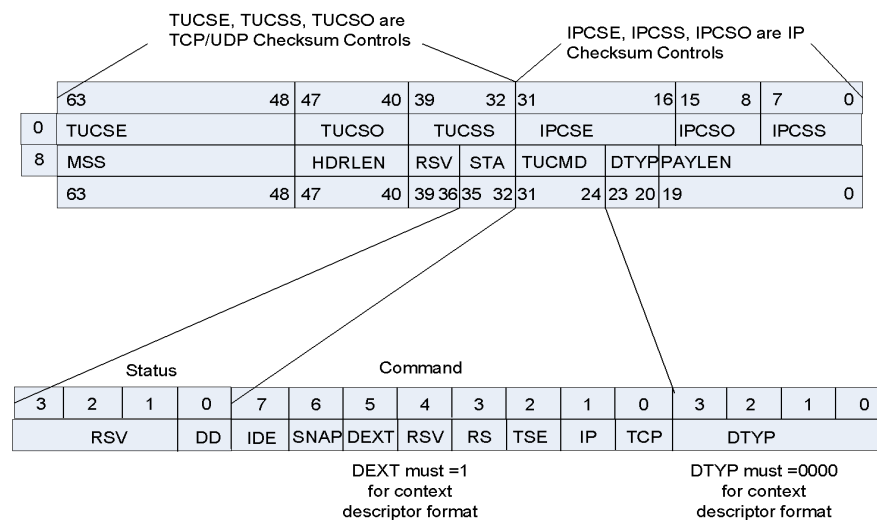 TUCSE, TUCSS, TUCSO are
TCP/UDP Checksum Controls
IPCSE, IPCSS, IPCSO are IP
Checksum Controls
63 48 47 40 39 32 31 16 15 8 7 0
0 TUCSE TUCSO TUCSS IPCSE IPCSO IPCSS
8 MSS HDRLEN RSV STA TUCMD DTYP PAYLEN
63 48 47 40 39 36 35 32 31 24 23 20 19 0
Status Command
3 2 1 0 7 6 5 4 3 2 1 0 3 2 1 0
RSV DD IDE SNAP DEXT RSV RS TSE IP TCP DTYP
DEXT must =1
for context
descriptor format
DTYP must =0000
for context
descriptor format